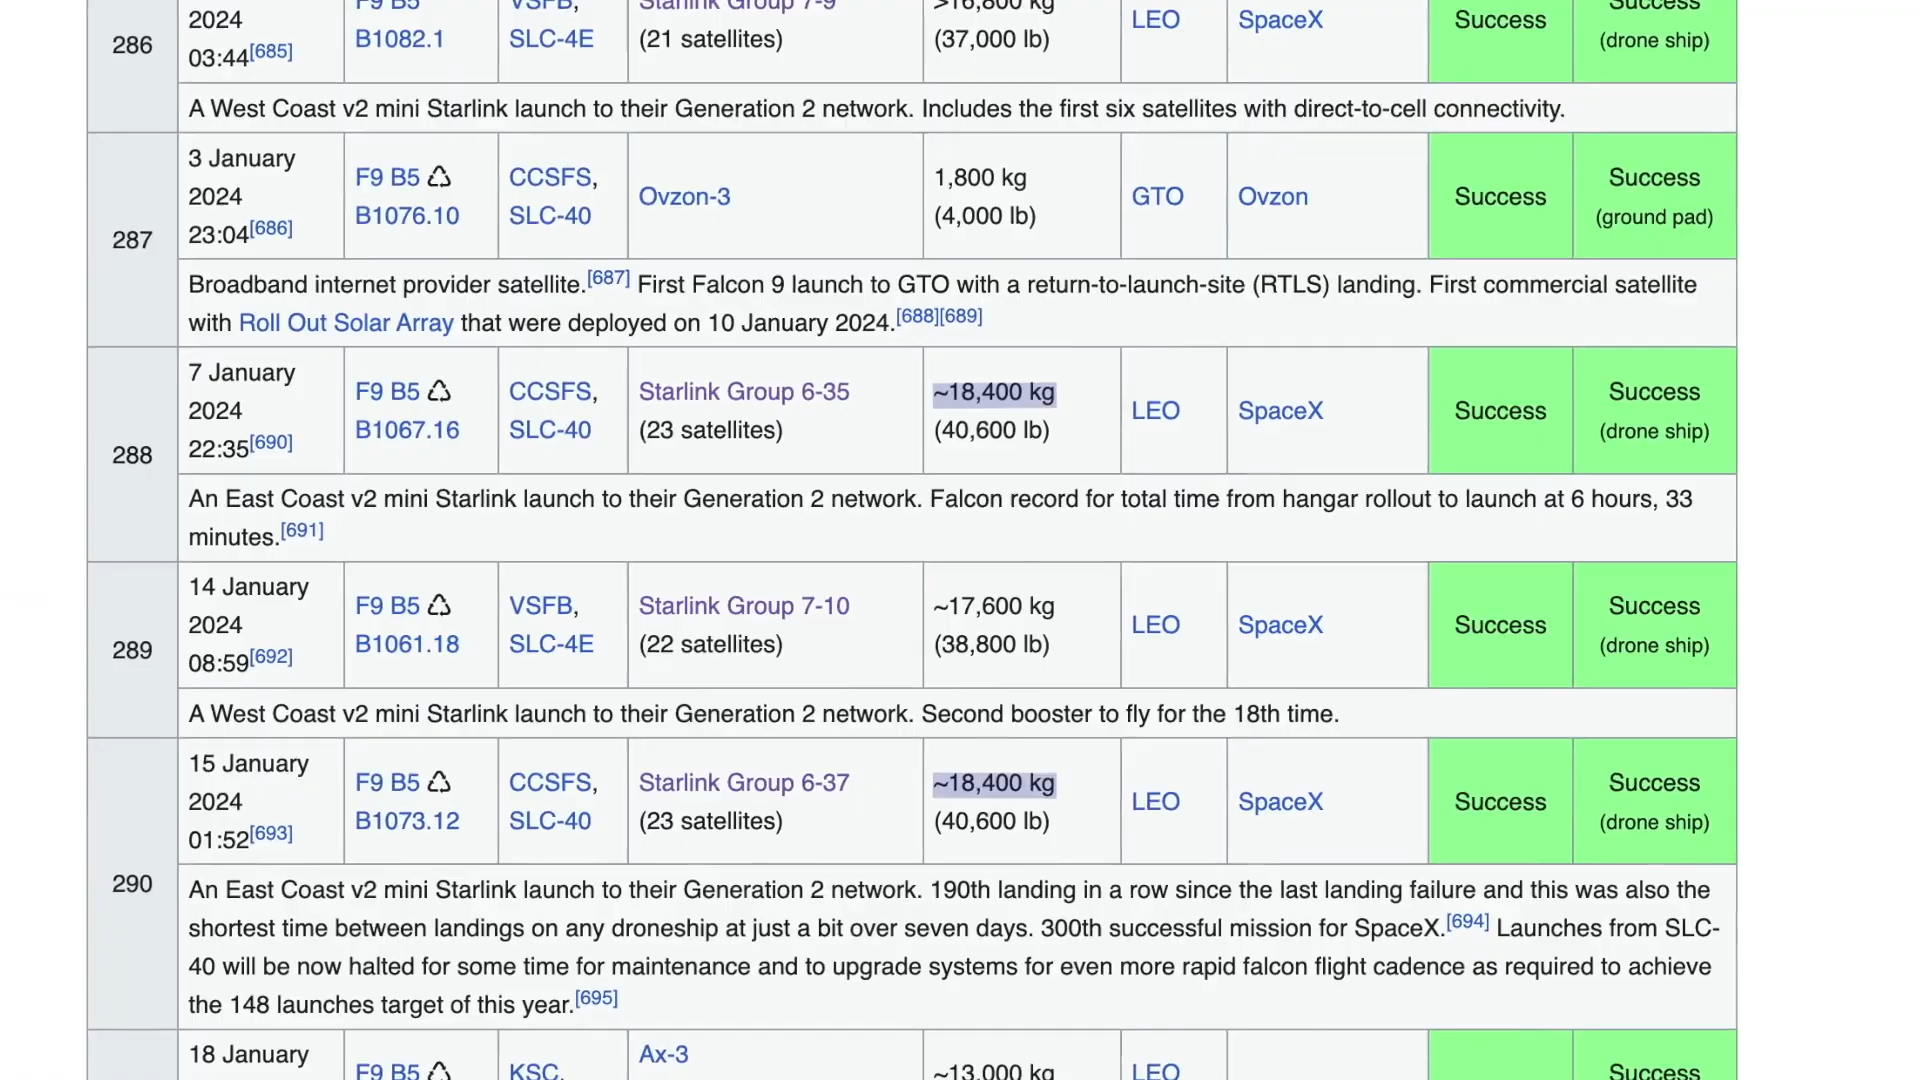 286
2024
03:44[685]
F9 B5
B1082.1
VSFB,
SLC-4E
Starlink Group 7-9
(21 satellites)
>16,800 kg
(37,000 lb)
LEO
SpaceX
Success
Success
(drone ship)
A West Coast v2 mini Starlink launch to their Generation 2 network. Includes the first six satellites with direct-to-cell connectivity.
287
3 January
2024
23:04[686]
F9 B5
B1076.10
CCSFS,
SLC-40
Ovzon-3
1,800 kg
(4,000 lb)
GTO
Ovzon
Success
Success
(ground pad)
Broadband internet provider satellite.[687] First Falcon 9 launch to GTO with a return-to-launch-site (RTLS) landing. First commercial satellite
with Roll Out Solar Array that were deployed on 10 January 2024.[688][689]
288
7 January
2024
22:35[690]
F9 B5
B1067.16
CCSFS,
SLC-40
Starlink Group 6-35
(23 satellites)
~18,400 kg
(40,600 lb)
LEO
SpaceX
Success
Success
(drone ship)
An East Coast v2 mini Starlink launch to their Generation 2 network. Falcon record for total time from hangar rollout to launch at 6 hours, 33
minutes.[691]
289
14 January
2024
08:59[692]
F9 B5
B1061.18
VSFB,
SLC-4E
Starlink Group 7-10
(22 satellites)
~17,600 kg
(38,800 lb)
LEO
SpaceX
Success
Success
(drone ship)
A West Coast v2 mini Starlink launch to their Generation 2 network. Second booster to fly for the 18th time.
290
15 January
2024
01:52[693]
F9 B5
B1073.12
CCSFS,
SLC-40
Starlink Group 6-37
(23 satellites)
~18,400 kg
(40,600 lb)
LEO
SpaceX
Success
Success
(drone ship)
An East Coast v2 mini Starlink launch to their Generation 2 network. 190th landing in a row since the last landing failure and this was also the
shortest time between landings on any droneship at just a bit over seven days. 300th successful mission for SpaceX.[694] Launches from SLC-
40 will be now halted for some time for maintenance and to upgrade systems for even more rapid falcon flight cadence as required to achieve
the 148 launches target of this year.[695]
18 January
F9 B5
KSC,
Ax-3
~13,000 kg
LEO
Success